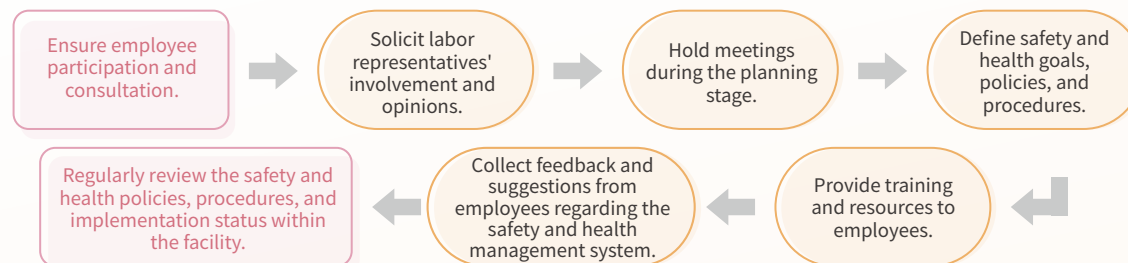 Ensure employee
participation and
consultation.
Solicit labor
representatives'
involvement and
opinions.
Hold meetings
during the planning
stage.
Define safety and
health goals,
policies, and
procedures.
Provide training
and resources to
employees.
Collect feedback and
suggestions from
employees regarding the
safety and health
management system.
Regularly review the safety and
health policies, procedures, and
implementation status within
the facility.